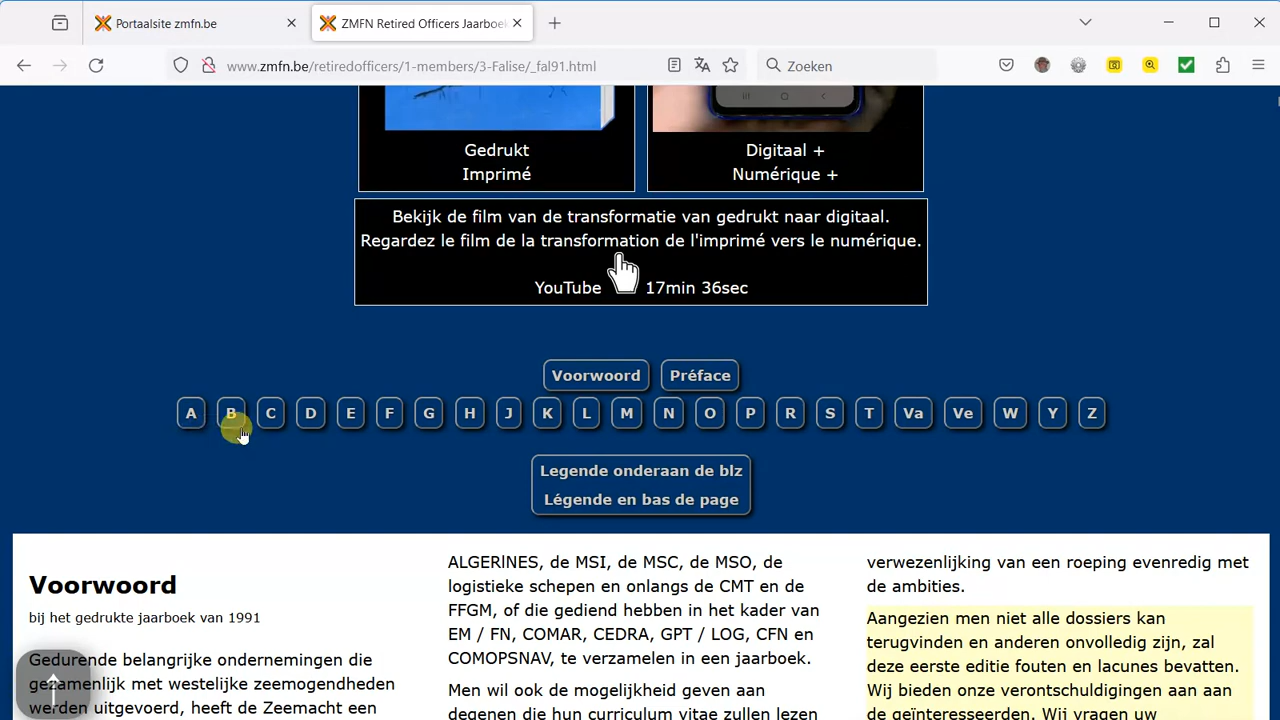 Portaalsite zmfn.be
ZMFN Retired Officers Jaarboek
www.zmfn.be/retiredofficers/1-members/3-Falise/_fal91.html
Zoeken
Gedrukt
Imprimé
Digitaal +
Numérique +
Bekijk de film van de transformatie van gedrukt naar digitaal.
Regardez le film de la transformation de l'imprimé vers le numérique.
YouTube 17min 36sec
Voorwoord Préface
A B C D E F G H J K L M N O P R S T Va Ve W Y Z
Legende onderaan de blz
Légende en bas de page
Voorwoord
bij het gedrukte jaarboek van 1991
Gedurende belangrijke ondernemingen die
gezamenlijk met westelijke zeemogendheden
werden uitgevoerd, heeft de Zeemacht een
ALGERINES, de MSI, de MSC, de MSO, de
logistieke schepen en onlangs de CMT en de
FFGM, of die gediend hebben in het kader van
EM / FN, COMAR, CEDRA, GPT / LOG, CFN en
COMOPSNAV, te verzamelen in een jaarboek.
Men wil ook de mogelijkheid geven aan
degenen die hun curriculum vitae zullen lezen
verwezenlijking van een roeping evenredig met
de ambities.
Aangezien men niet alle dossiers kan
terugvinden en anderen onvolledig zijn, zal
deze eerste editie fouten en lacunes bevatten.
Wij bieden onze verontschuldigingen aan aan
de geïnteresseerden. Wij vragen uw